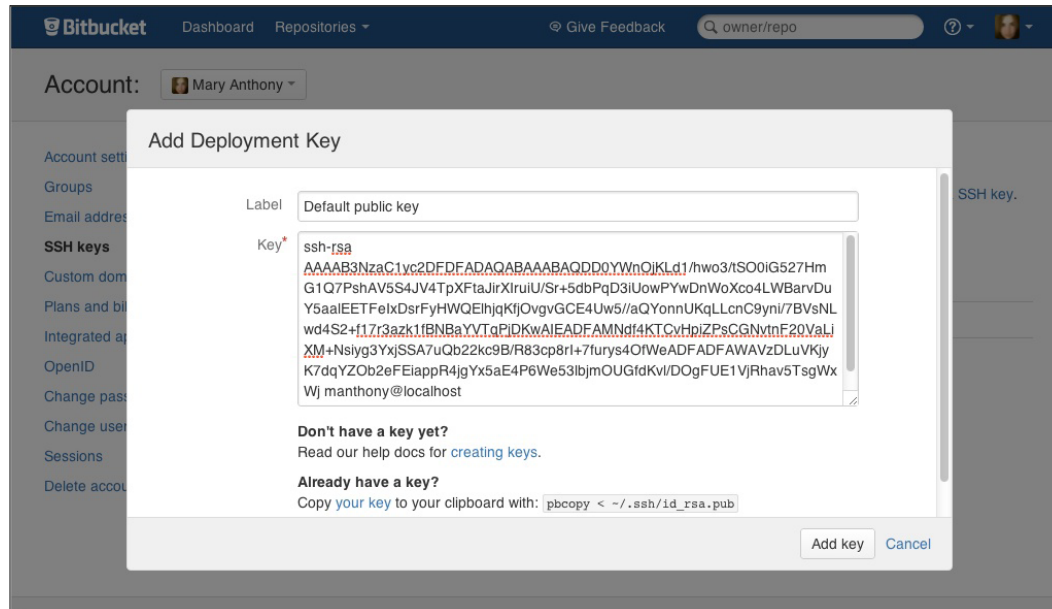 Bitbucket Dashboard Repositories Give Feedback owner/repo
Account: Mary Anthony
Add Deployment Key
Account setti
Groups
Email addres
SSH keys
Custom dom
Plans and bil
Integrated ap
OpenID
Change pass
Change user
Sessions
Delete accou
SSH key.
Label Default public key
Key* ssh-rsa
AAAAB3NzaC1yc2DFDFADAQABAAABAQDD0YWnOjKLd1/hwo3/tSO0iG527Hm
G1Q7PshAV5S4JV4TpXFtaJirXIruiU/Sr+5dbPqD3iUowPYwDnWoXco4LWBarvDu
Y5aalEETFelxDsrFyHWQElhjqKfjOvgvGCE4Uw5//aQYonnUKqLLcnC9yni/7BVsNL
wd4S2+f17r3azk1fBNBaYVTqPjDKwAIEADFAMNdf4KTCvHpiZPsCGNvtnF20VaLi
XM+Nsiyg3YxjSSA7uQb22kc9B/R83cp8rI+7furys4OfWeADFADFAWAVzDLuVKjy
K7dqYZOb2eFEiappR4jgYx5aE4P6We53lbjmOUGfdKvl/DOgFUE1VjRhav5TsgWx
Wj manthony@localhost
Don't have a key yet?
Read our help docs for creating keys.
Already have a key?
Copy your key to your clipboard with: pbcopy < ~/.ssh/id_rsa.pub
Add key Cancel